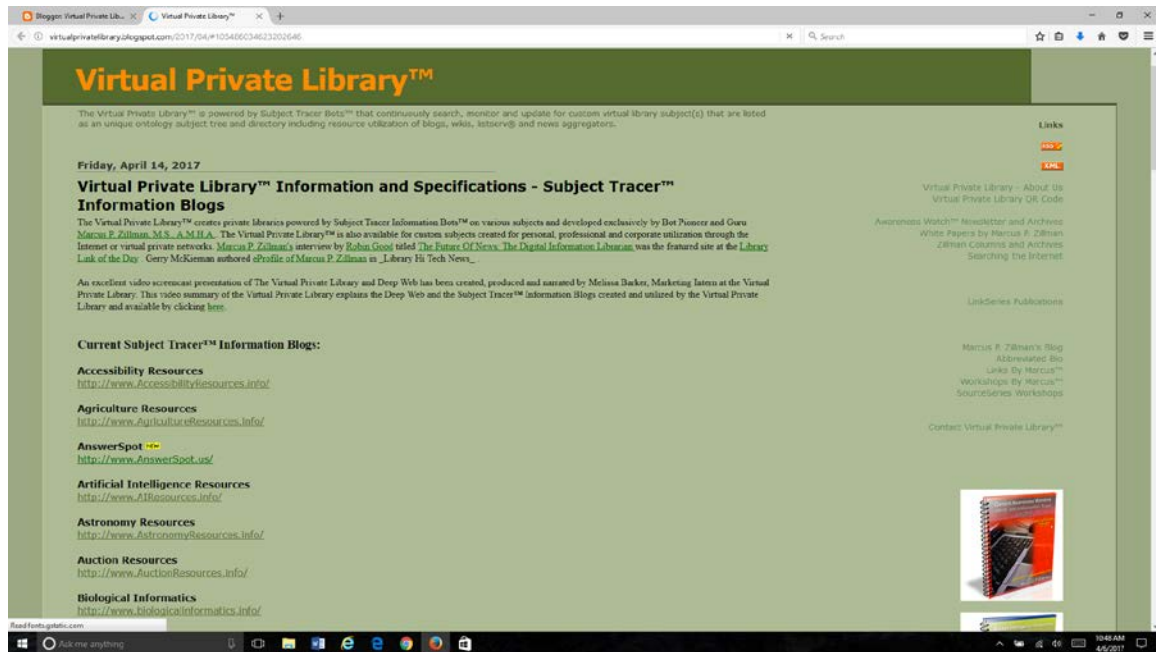 Blogger: Virtual Private Lib...
Virtual Private Library™
virtualprivatelibrary.blogspot.com/2017/04/#105486034623202646
Search
Virtual Private Library™
The Virtual Private Library™ is powered by Subject Tracer Bots™ that continuously search, monitor and update for custom virtual library subject(s) that are listed
as an unique ontology subject tree and directory including resource utilization of blogs, wikis, listserv® and news aggregators.
Friday, April 14, 2017
Virtual Private Library™ Information and Specifications - Subject Tracer™
Information Blogs
The Virtual Private Library™ creates private libraries powered by Subject Tracer Information Bots™ on various subjects and developed exclusively by Bot Pioneer and Guru
Marcus P. Zillman, M.S., A.M.H.A.. The Virtual Private Library™ is also available for custom subjects created for personal, professional and corporate utilization through the
Internet or virtual private networks. Marcus P. Zillman's interview by Robin Good titled The Future Of News: The Digital Information Librarian was the featured site at the Library
Link of the Day . Gerry McKiernan authored eProfile of Marcus P. Zillman in _Library Hi Tech News_ .
An excellent video screencast presentation of The Virtual Private Library and Deep Web has been created, produced and narrated by Melissa Barker, Marketing Intern at the Virtual
Private Library. This video summary of the Virtual Private Library explains the Deep Web and the Subject Tracer™ Information Blogs created and utilized by the Virtual Private
Library and available by clicking here.
Current Subject Tracer™ Information Blogs:
Accessibility Resources
http://www.AccessibilityResources.info/
Agriculture Resources
http://www.AgricultureResources.info/
AnswerSpot NEW
http://www.AnswerSpot.us/
Artificial Intelligence Resources
http://www.AIResources.info/
Astronomy Resources
http://www.AstronomyResources.info/
Auction Resources
http://www.AuctionResources.info/
Biological Informatics
http://www.biologicalinformatics.info/
Links
RSS
XML
Virtual Private Library - About Us
Virtual Private Library QR Code
Awareness Watch™ Newsletter and Archives
White Papers by Marcus P. Zillman
Zillman Columns and Archives
Searching the Internet
LinkSeries Publications
Marcus P. Zillman's Blog
Abbreviated Bio
Links By Marcus™
Workshops By Marcus™
SourceSeries Workshops
Contact Virtual Private Library™
Read fonts.gstatic.com
Ask me anything
10:48 AM
4/6/2017